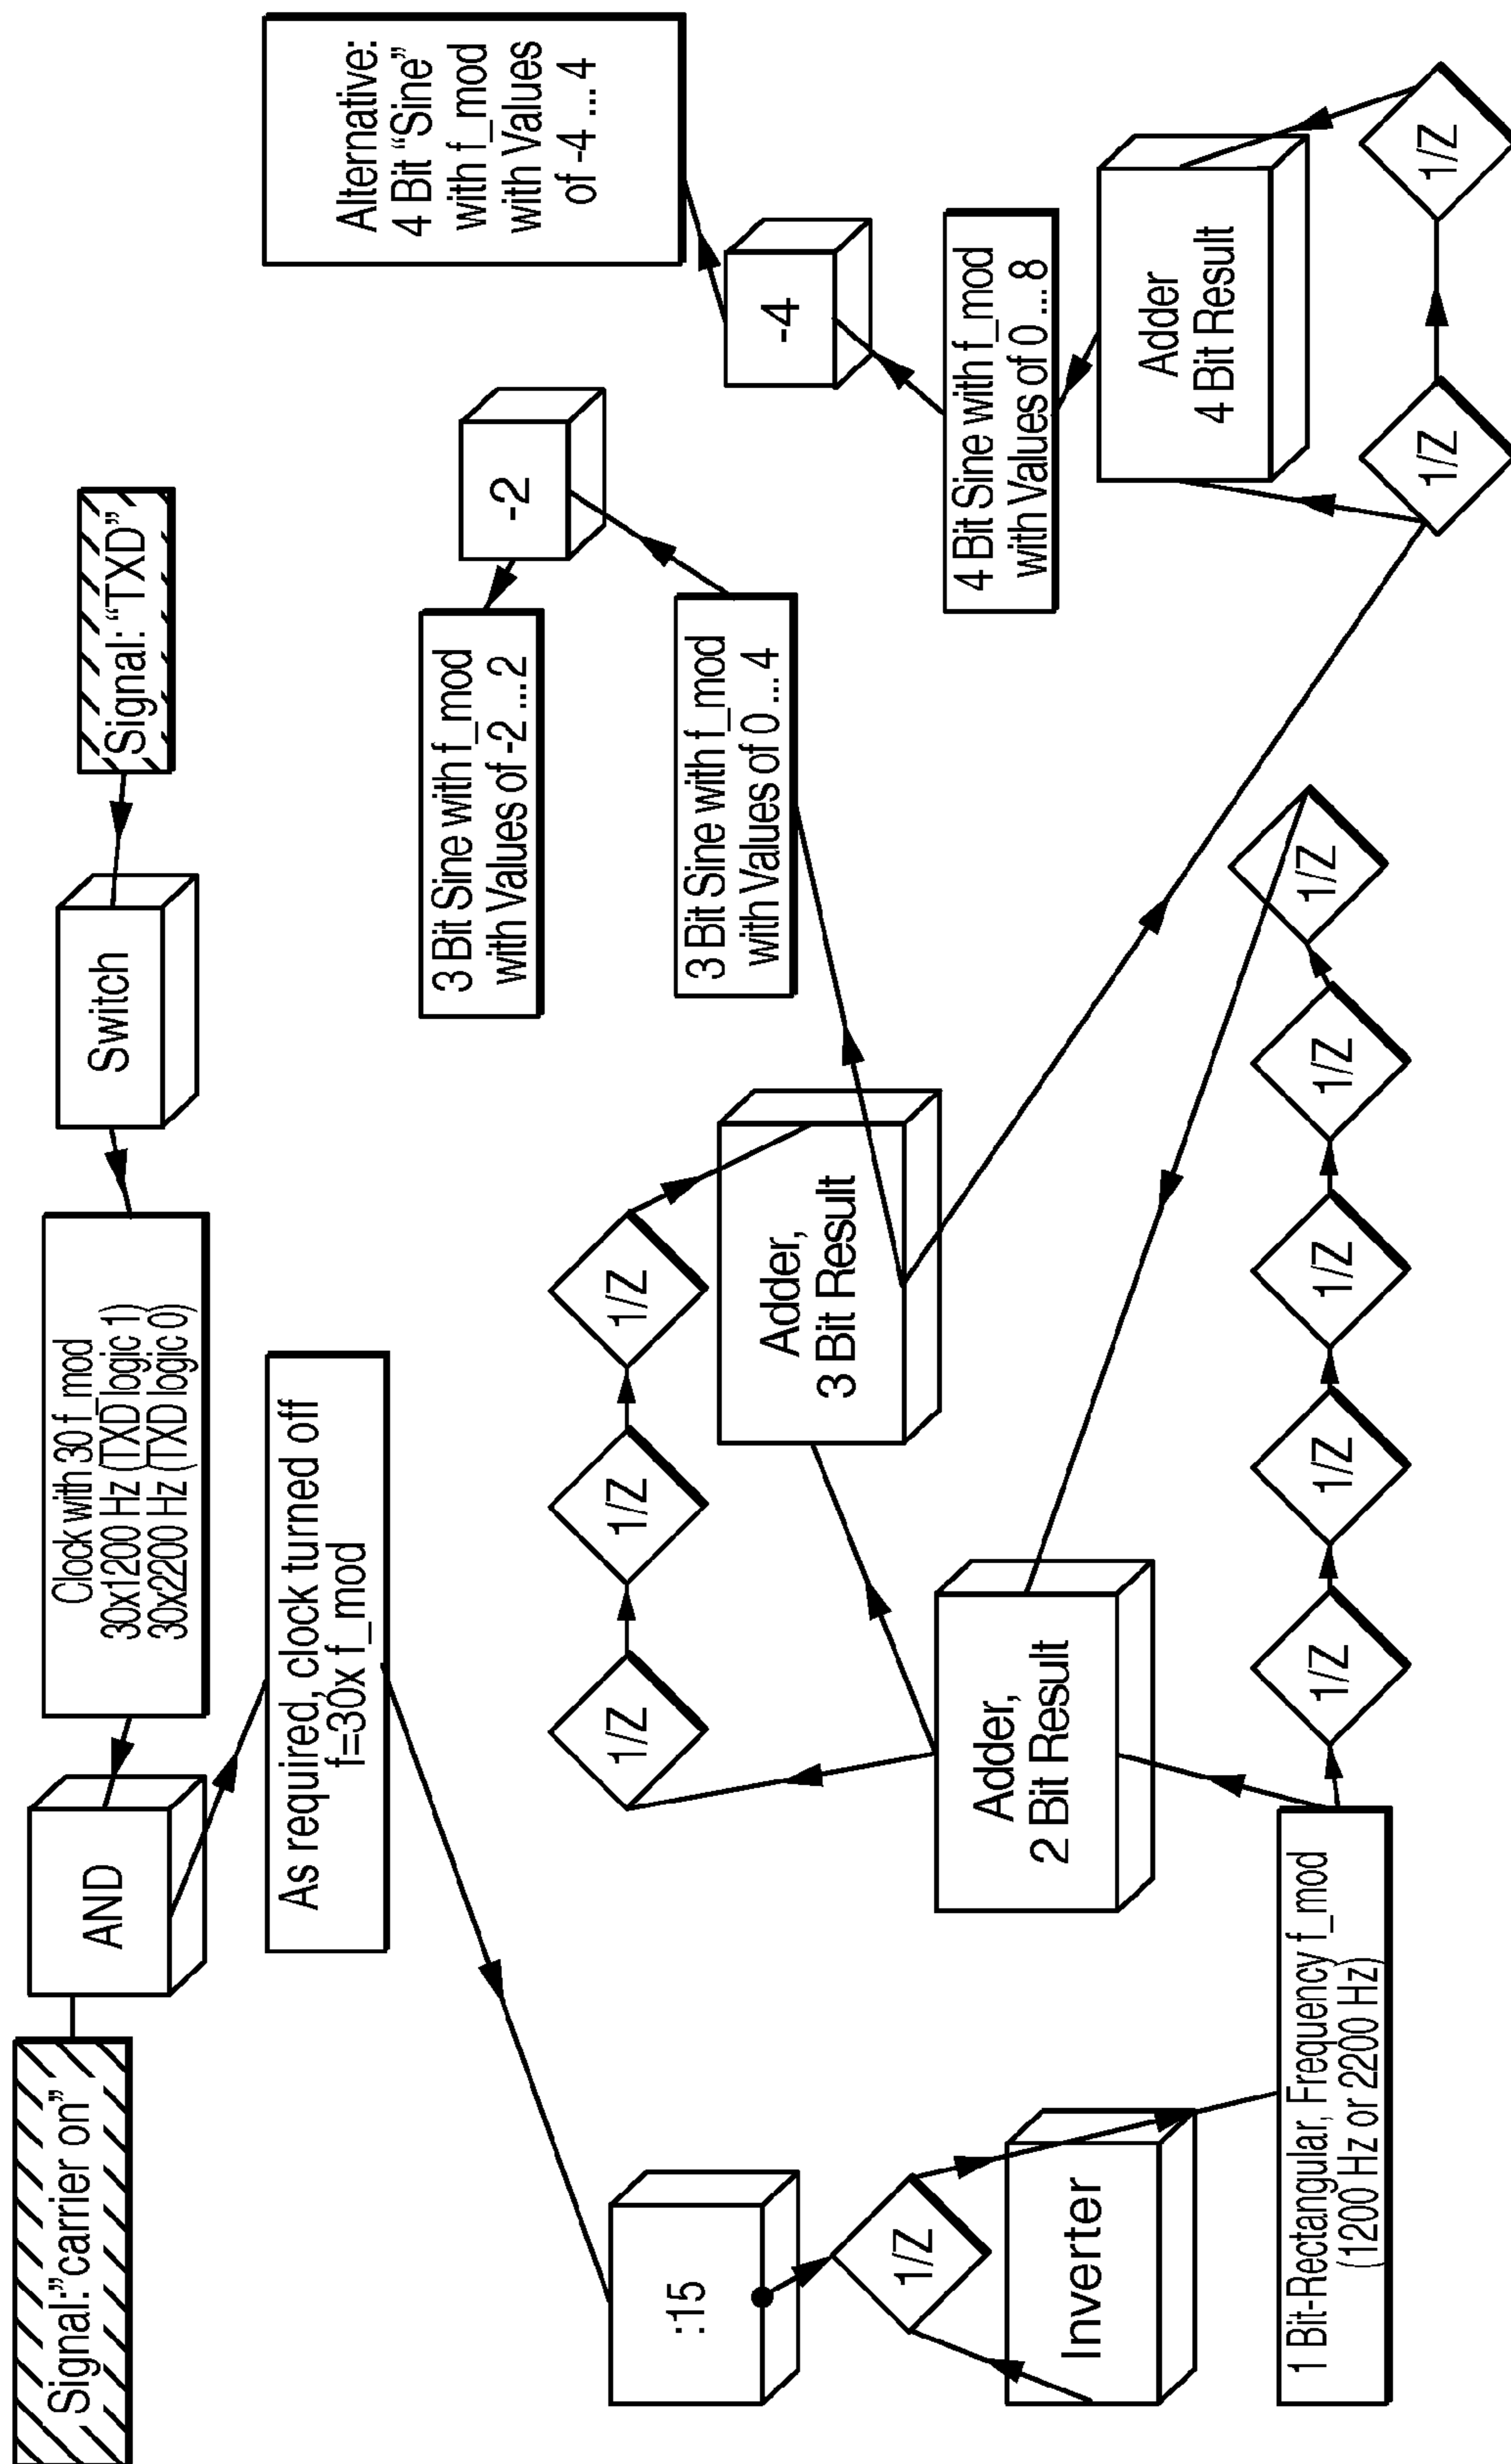 Signal:"carrier on"
AND
Clock with 30 f_mod
30x1200 Hz (TXD logic 1)
30x2200 Hz (TXD logic 0)
Switch
Signal: "TXD"
As required, clock turned off
f=30x f_mod
Alternative:
4 Bit "Sine"
with f_mod
with Values
of -4 ... 4
3 Bit Sine with f_mod
with Values of -2 ... 2
-2
1/Z
1/Z
1/Z
:15
3 Bit Sine with f_mod
with Values of 0 ... 4
-4
Adder,
3 Bit Result
1/Z
Adder,
2 Bit Result
4 Bit Sine with f_mod
with Values of 0 ... 8
Inverter
Adder
4 Bit Result
1 Bit-Rectangular, Frequency f_mod
(1200 Hz or 2200 Hz)
1/Z
1/Z
1/Z
1/Z
1/Z
1/Z
1/Z